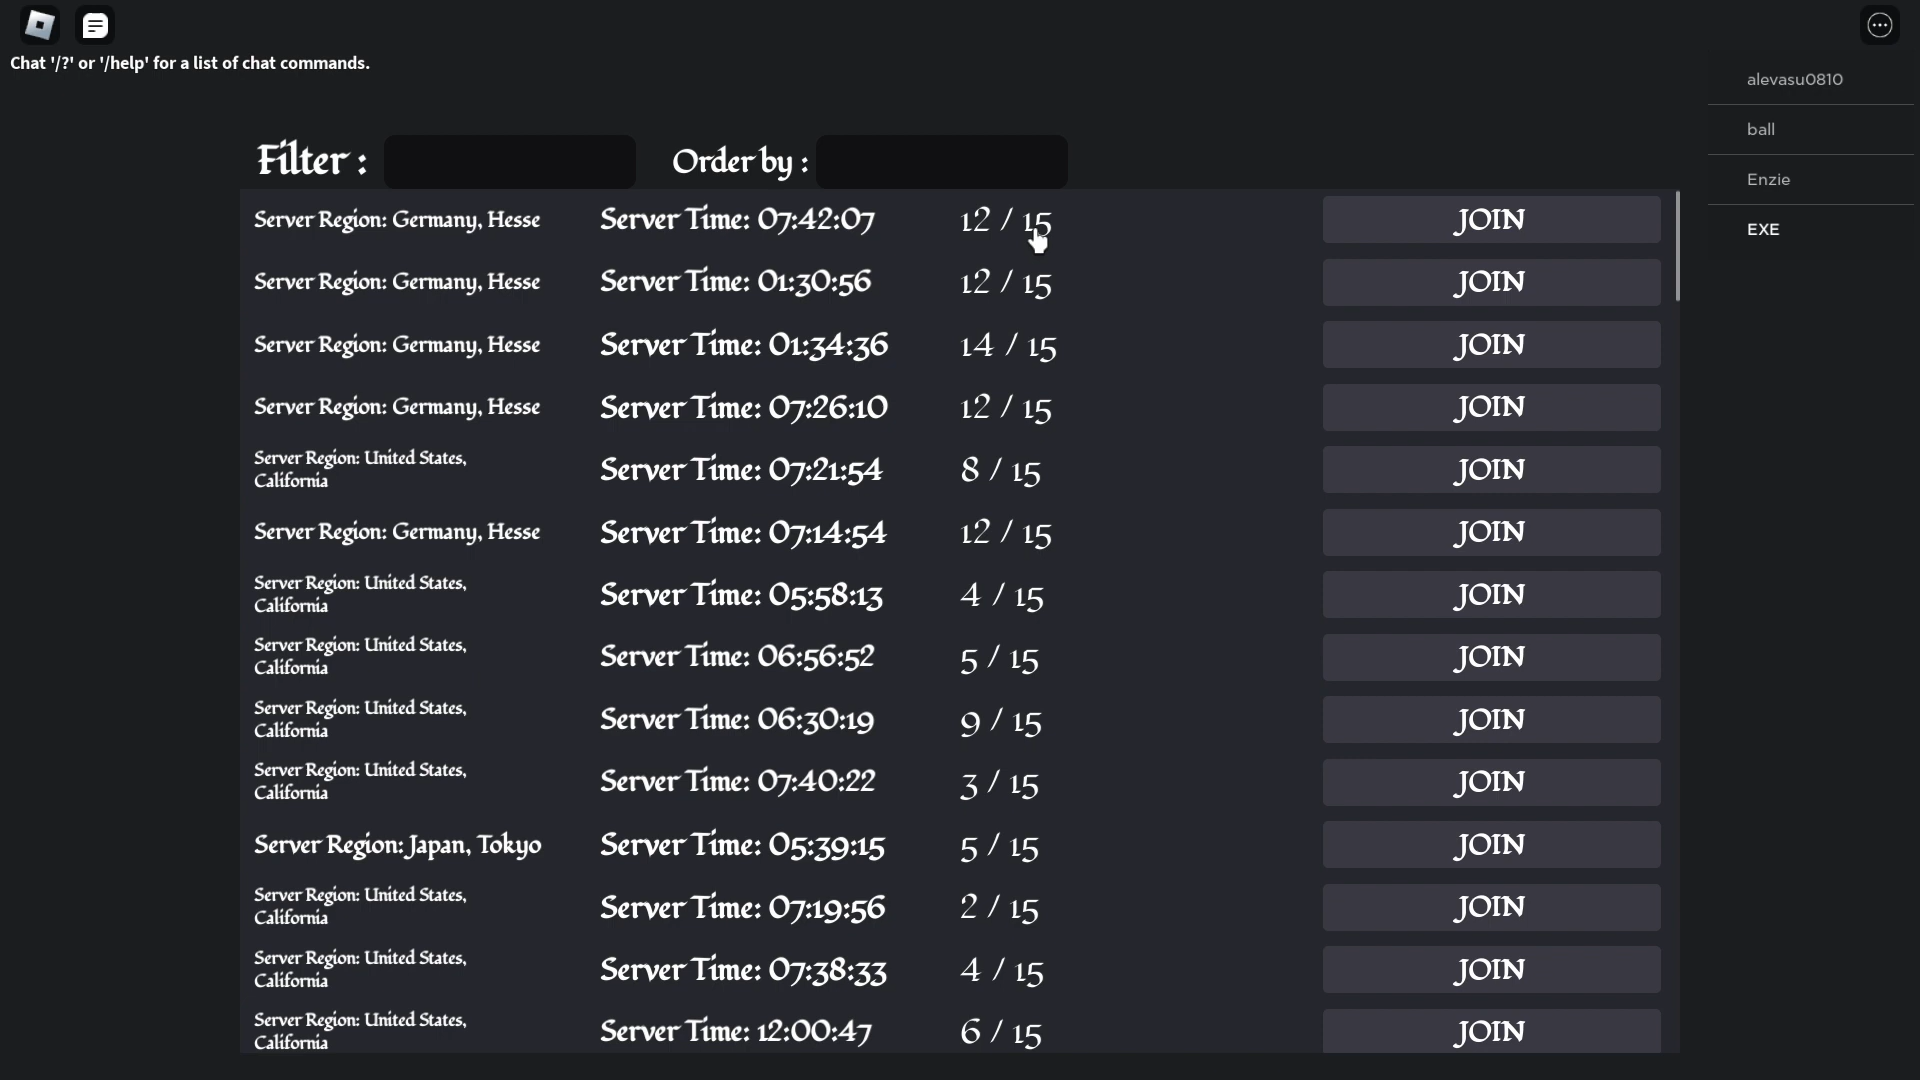 Chat '/?' or '/help' for a list of chat commands.
alevasu0810
ball
Enzie
EXE
Filter :
Order by :
Server Region: Germany, Hesse Server Time: 07:42:07 12 / 15 JOIN
Server Region: Germany, Hesse Server Time: 01:30:56 12 / 15 JOIN
Server Region: Germany, Hesse Server Time: 01:34:36 14 / 15 JOIN
Server Region: Germany, Hesse Server Time: 07:26:10 12 / 15 JOIN
Server Region: United States,
California
Server Time: 07:21:54 8 / 15 JOIN
Server Region: Germany, Hesse Server Time: 07:14:54 12 / 15 JOIN
Server Region: United States,
California
Server Time: 05:58:13 4 / 15 JOIN
Server Region: United States,
California
Server Time: 06:56:52 5 / 15 JOIN
Server Region: United States,
California
Server Time: 06:30:19 9 / 15 JOIN
Server Region: United States,
California
Server Time: 07:40:22 3 / 15 JOIN
Server Region: Japan, Tokyo Server Time: 05:39:15 5 / 15 JOIN
Server Region: United States,
California
Server Time: 07:19:56 2 / 15 JOIN
Server Region: United States,
California
Server Time: 07:38:33 4 / 15 JOIN
Server Region: United States,
California
Server Time: 12:00:47 6 / 15 JOIN